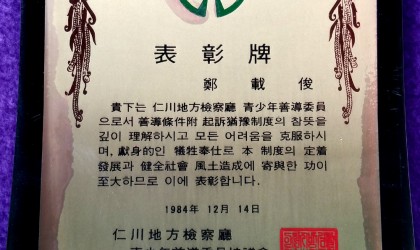 表彰牌
鄭載俊
貴下는 仁川地方檢察廳 青少年善導委員
으로서 善導條件附 起訴猶豫制度의 참뜻을
깊이 理解하시고 모든 어려움을 克服하시
며, 獻身的인 犧牲奉仕로 本 制度의 定着
發展과 健全社會 風土造成에 寄與한 功이
至大하므로 이에 表彰합니다.
1984年 12月 14日
仁川地方檢察廳